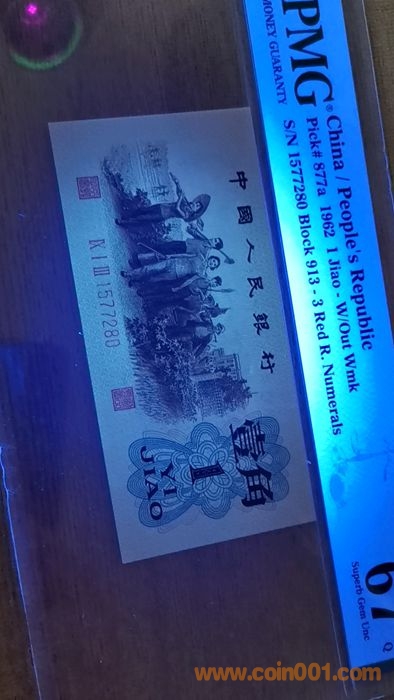 PMG®
MONEY GUARANTY
China / People's Republic
Pick# 877a 1962 1 Jiao - W/Out Wmk
S/N 1577280 Block 913 - 3 Red R. Numerals
67
Q
Superb Gem Unc
中國人民銀行
壹角
1
YI
JIAO
1577280
www.coin001.com